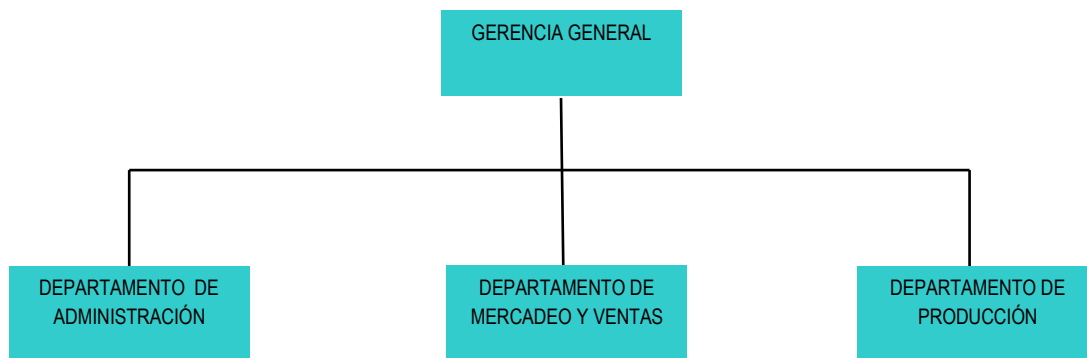 GERENCIA GENERAL
DEPARTAMENTO DE
ADMINISTRACIÓN
DEPARTAMENTO DE
MERCADEO Y VENTAS
DEPARTAMENTO DE
PRODUCCIÓN